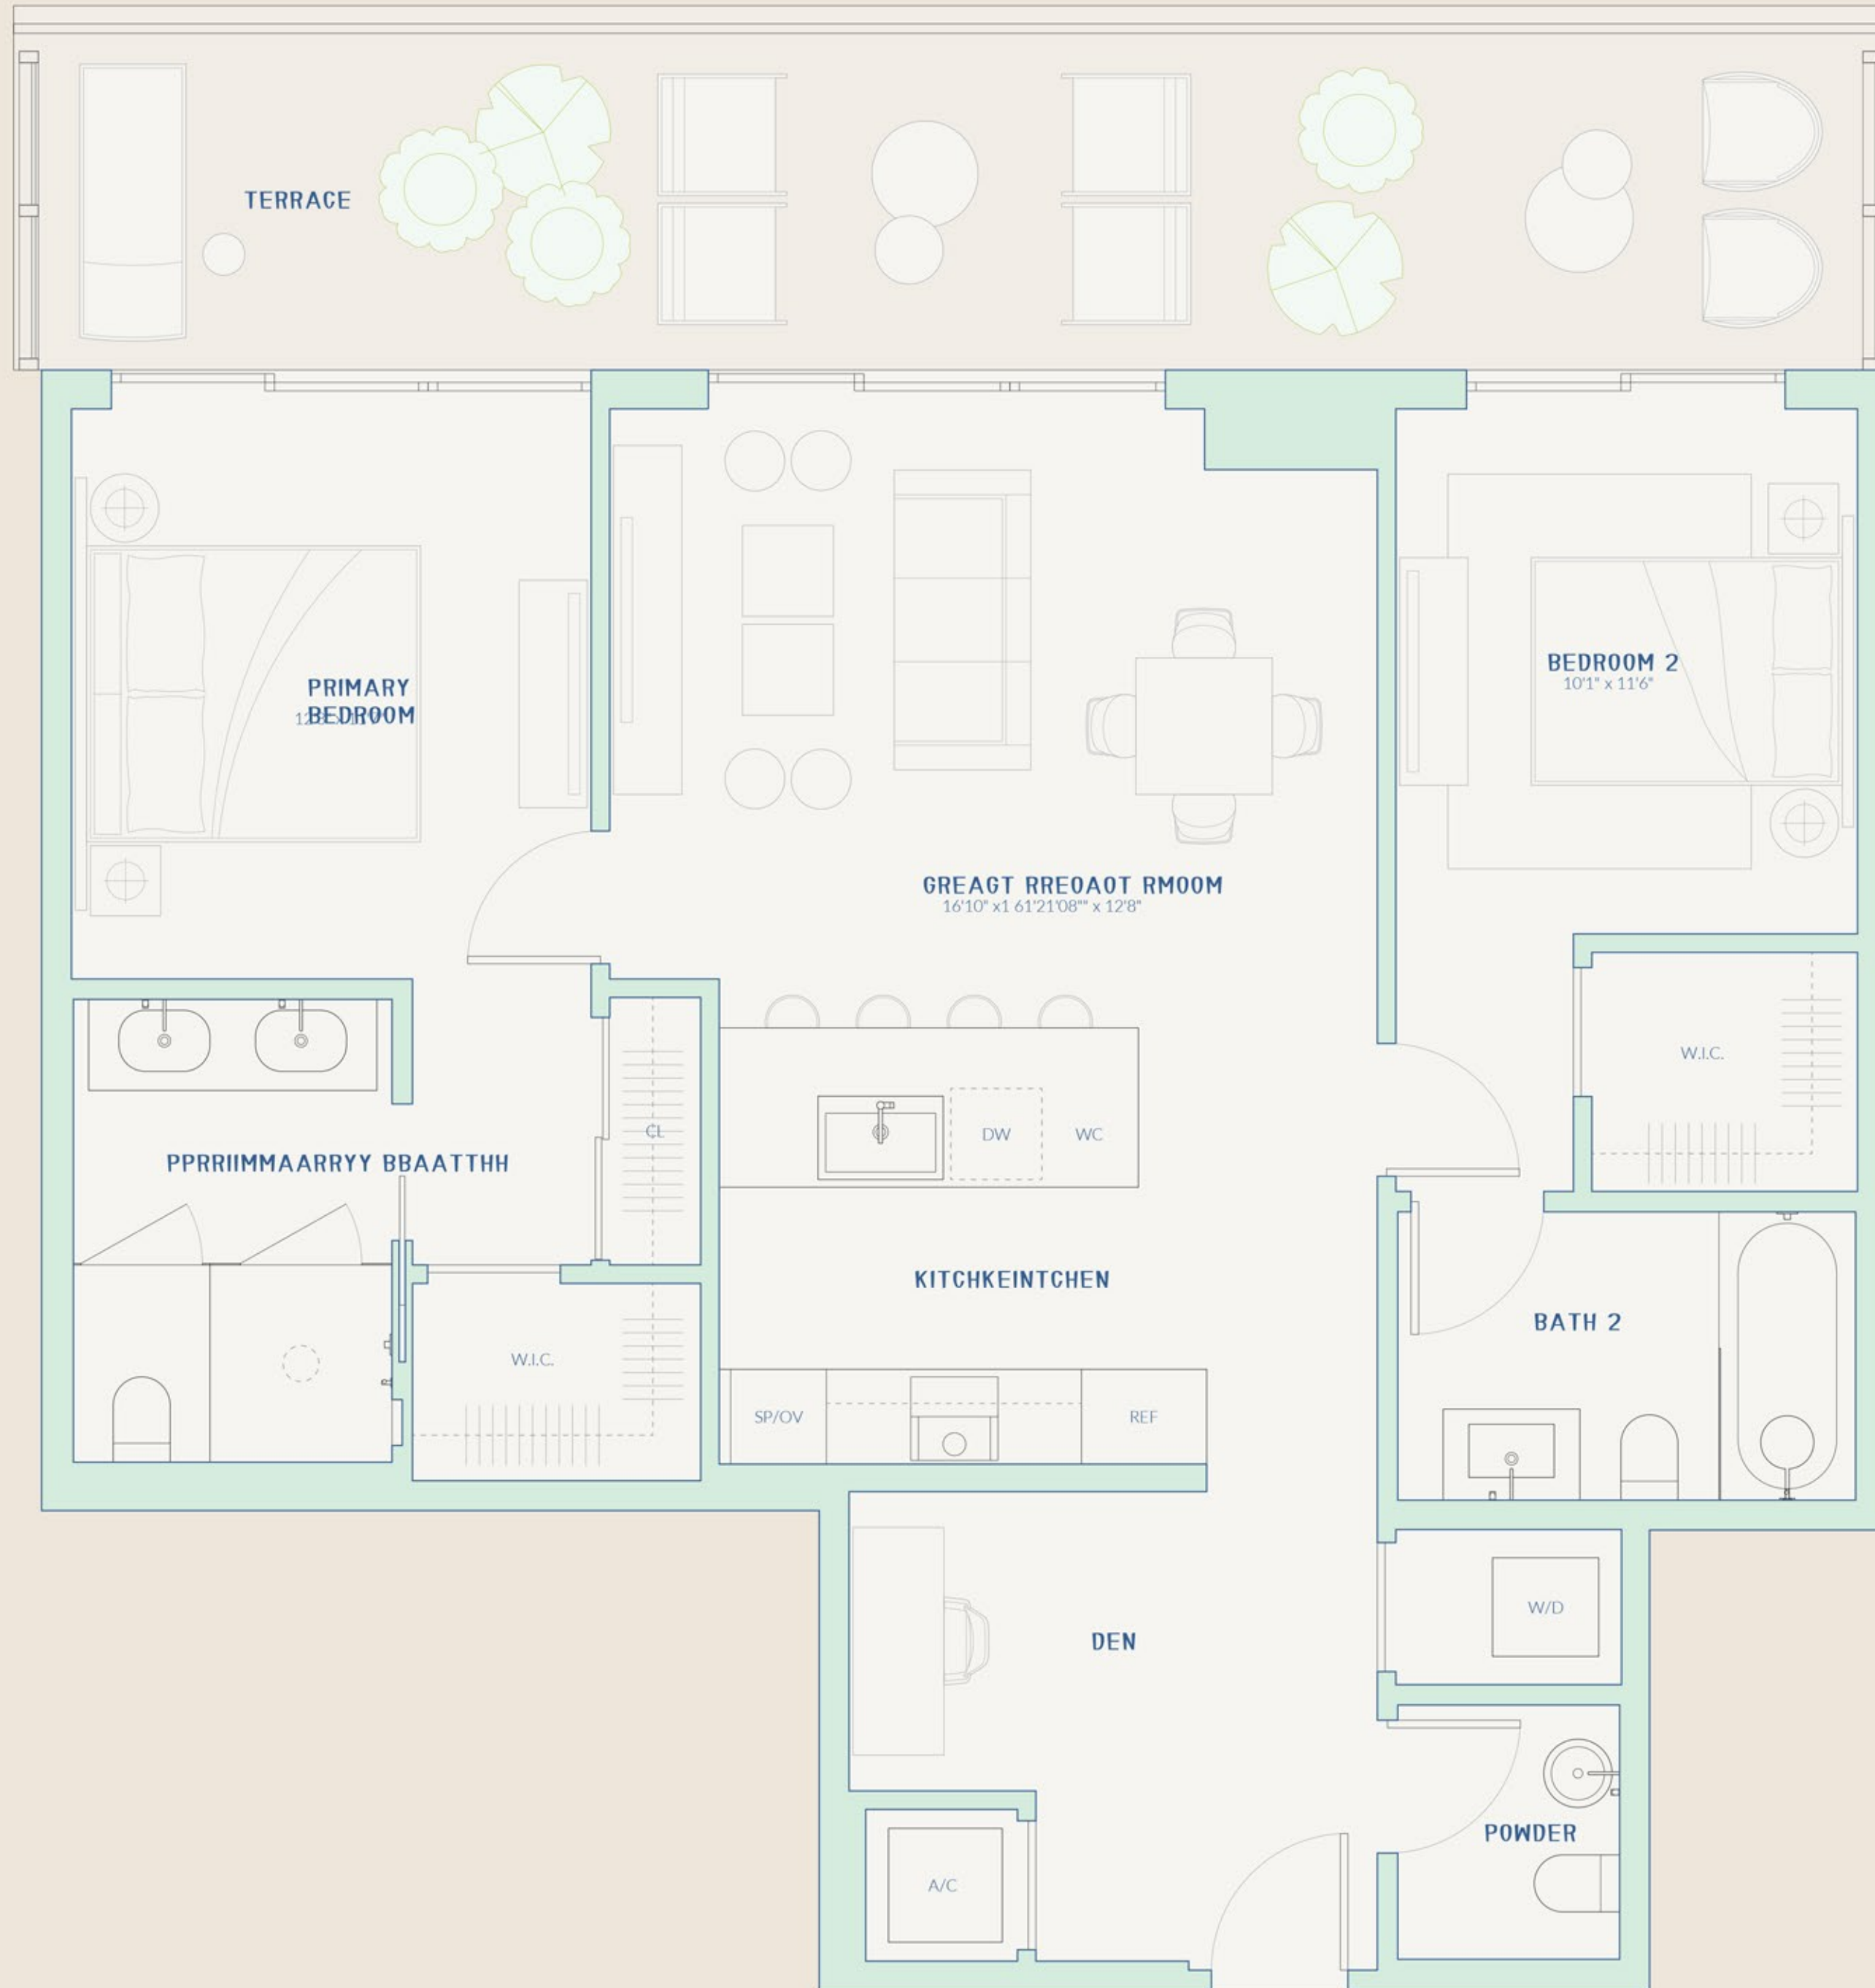 TERRACE
PRIMARY
BEDROOM
BEDROOM 2
10'1" x 11'6"
GREAGT RREOAOT RMOOM
16'10" x1 61'21'08"" x 12'8"
W.I.C.
CL
DW
WC
PPRRIIMMAARRYY BBAATTHH
KITCHKEINTCHEN
BATH 2
W.I.C.
SP/OV
REF
W/D
DEN
POWDER
A/C